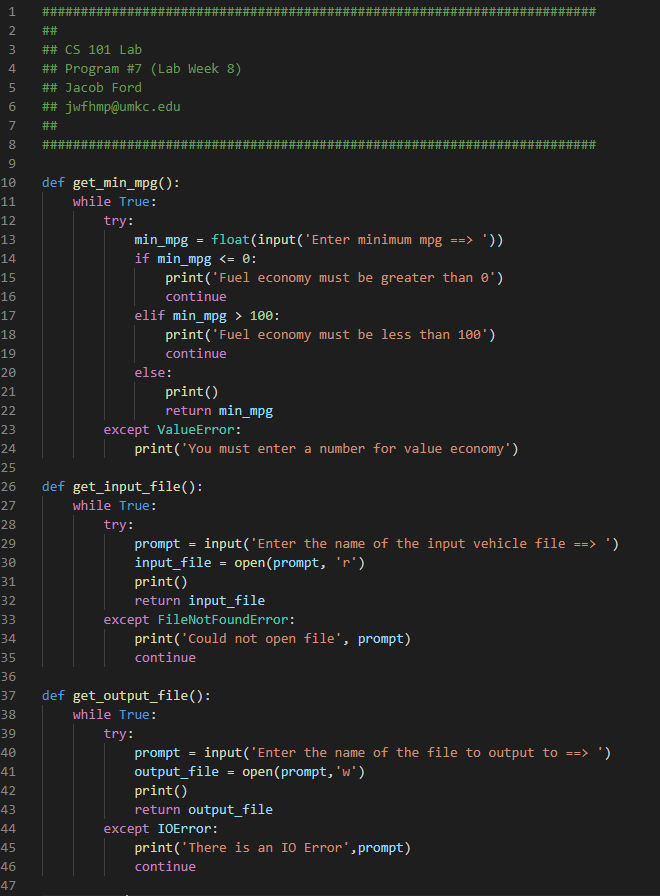 1 ########################################################################
2 ##
3 ## CS 101 Lab
4 ## Program #7 (Lab Week 8)
5 ## Jacob Ford
6 ## jwfhmp@umkc.edu
7 ##
8 ########################################################################
9
10 def get_min_mpg():
11     while True:
12         try:
13             min_mpg = float(input('Enter minimum mpg ==> '))
14             if min_mpg <= 0:
15                 print('Fuel economy must be greater than 0')
16                 continue
17             elif min_mpg > 100:
18                 print('Fuel economy must be less than 100')
19                 continue
20             else:
21                 print()
22                 return min_mpg
23         except ValueError:
24             print('You must enter a number for value economy')
25
26 def get_input_file():
27     while True:
28         try:
29             prompt = input('Enter the name of the input vehicle file ==> ')
30             input_file = open(prompt, 'r')
31             print()
32             return input_file
33         except FileNotFoundError:
34             print('Could not open file', prompt)
35             continue
36
37 def get_output_file():
38     while True:
39         try:
40             prompt = input('Enter the name of the file to output to ==> ')
41             output_file = open(prompt,'w')
42             print()
43             return output_file
44         except IOError:
45             print('There is an IO Error',prompt)
46             continue
47